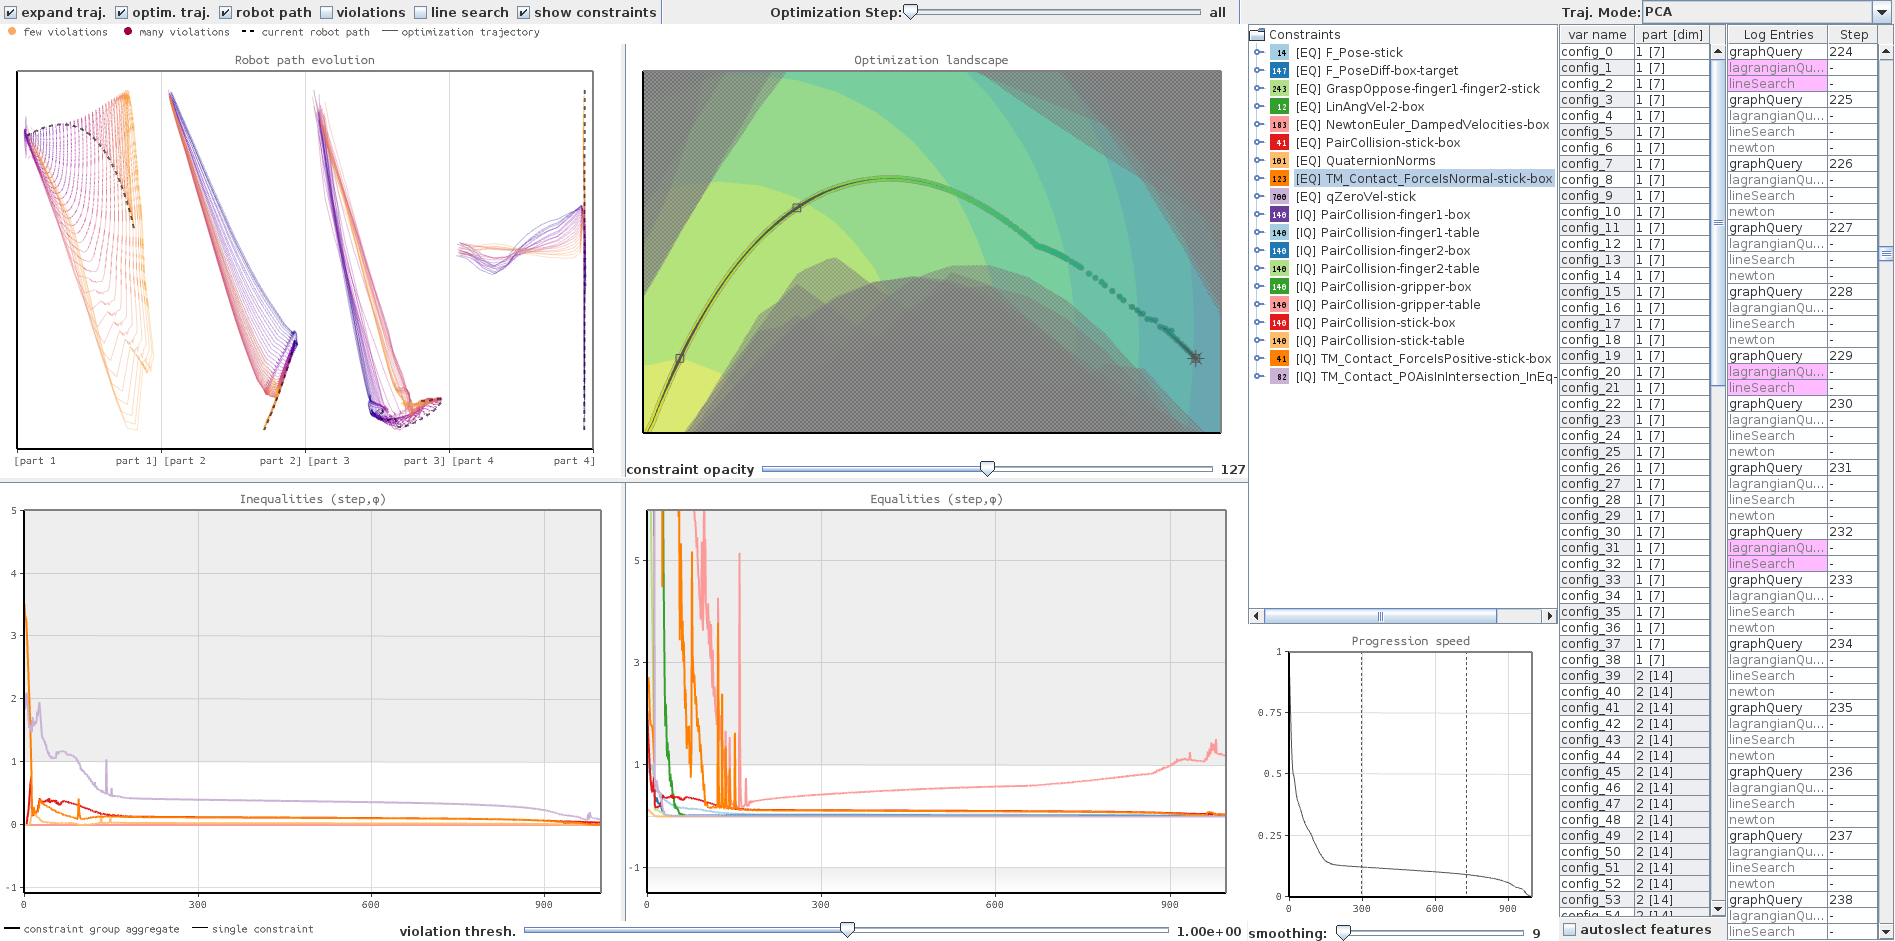 expand traj. optim. traj. robot path violations line search show constraints Optimization Step: all Traj. Mode: PCA
few violations many violations current robot path optimization trajectory
Robot path evolution
[part 1 part 1] [part 2 part 2] [part 3 part 3] [part 4 part 4]
Optimization landscape
constraint opacity 127
Inequalities (step,φ)
5
4
3
2
1
0
-1
0 300 600 900
constraint group aggregate single constraint
Equalities (step,φ)
5
3
1
-1
0 300 600 900
violation thresh. 1.00e+00
Constraints
14 [EQ] F_Pose-stick
147 [EQ] F_PoseDiff-box-target
243 [EQ] GraspOppose-finger1-finger2-stick
12 [EQ] LinAngVel-2-box
183 [EQ] NewtonEuler_DampedVelocities-box
41 [EQ] PairCollision-stick-box
101 [EQ] QuaternionNorms
123 [EQ] TM_Contact_ForceIsNormal-stick-box
700 [EQ] qZeroVel-stick
140 [IQ] PairCollision-finger1-box
140 [IQ] PairCollision-finger1-table
140 [IQ] PairCollision-finger2-box
140 [IQ] PairCollision-finger2-table
140 [IQ] PairCollision-gripper-box
140 [IQ] PairCollision-gripper-table
140 [IQ] PairCollision-stick-box
140 [IQ] PairCollision-stick-table
41 [IQ] TM_Contact_ForceIsPositive-stick-box
82 [IQ] TM_Contact_POAisInIntersection_InEq-
Progression speed
1
0.75
0.5
0.25
0
0 300 600 900
smoothing: 9
var name part [dim]
config_0 1 [7]
config_1 1 [7]
config_2 1 [7]
config_3 1 [7]
config_4 1 [7]
config_5 1 [7]
config_6 1 [7]
config_7 1 [7]
config_8 1 [7]
config_9 1 [7]
config_10 1 [7]
config_11 1 [7]
config_12 1 [7]
config_13 1 [7]
config_14 1 [7]
config_15 1 [7]
config_16 1 [7]
config_17 1 [7]
config_18 1 [7]
config_19 1 [7]
config_20 1 [7]
config_21 1 [7]
config_22 1 [7]
config_23 1 [7]
config_24 1 [7]
config_25 1 [7]
config_26 1 [7]
config_27 1 [7]
config_28 1 [7]
config_29 1 [7]
config_30 1 [7]
config_31 1 [7]
config_32 1 [7]
config_33 1 [7]
config_34 1 [7]
config_35 1 [7]
config_36 1 [7]
config_37 1 [7]
config_38 1 [7]
config_39 2 [14]
config_40 2 [14]
config_41 2 [14]
config_42 2 [14]
config_43 2 [14]
config_44 2 [14]
config_45 2 [14]
config_46 2 [14]
config_47 2 [14]
config_48 2 [14]
config_49 2 [14]
config_50 2 [14]
config_51 2 [14]
config_52 2 [14]
config_53 2 [14]
config_54 2 [14]
autoslect features
Log Entries Step
graphQuery 224
lagrangianQu... -
lineSearch -
graphQuery 225
lagrangianQu... -
lineSearch -
newton -
graphQuery 226
lagrangianQu... -
lineSearch -
newton -
graphQuery 227
lagrangianQu... -
lineSearch -
newton -
graphQuery 228
lagrangianQu... -
lineSearch -
newton -
graphQuery 229
lagrangianQu... -
lineSearch -
graphQuery 230
lagrangianQu... -
lineSearch -
newton -
graphQuery 231
lagrangianQu... -
lineSearch -
newton -
graphQuery 232
lagrangianQu... -
lineSearch -
graphQuery 233
lagrangianQu... -
lineSearch -
newton -
graphQuery 234
lagrangianQu... -
lineSearch -
newton -
graphQuery 235
lagrangianQu... -
lineSearch -
newton -
graphQuery 236
lagrangianQu... -
lineSearch -
newton -
graphQuery 237
lagrangianQu... -
lineSearch -
newton -
graphQuery 238
lagrangianQu... -
lineSearch -